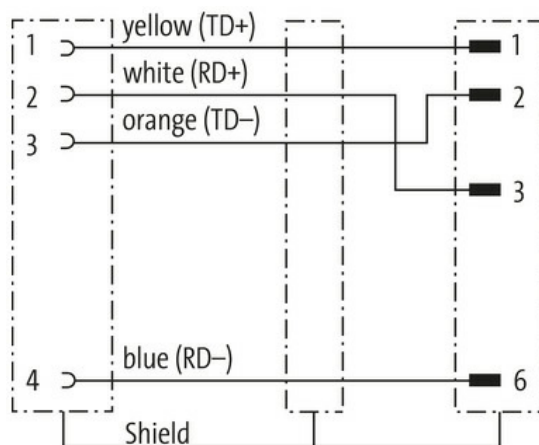 1 yellow (TD+) 1
2 white (RD+) 2
3 orange (TD–)
3
4 blue (RD–) 6
Shield